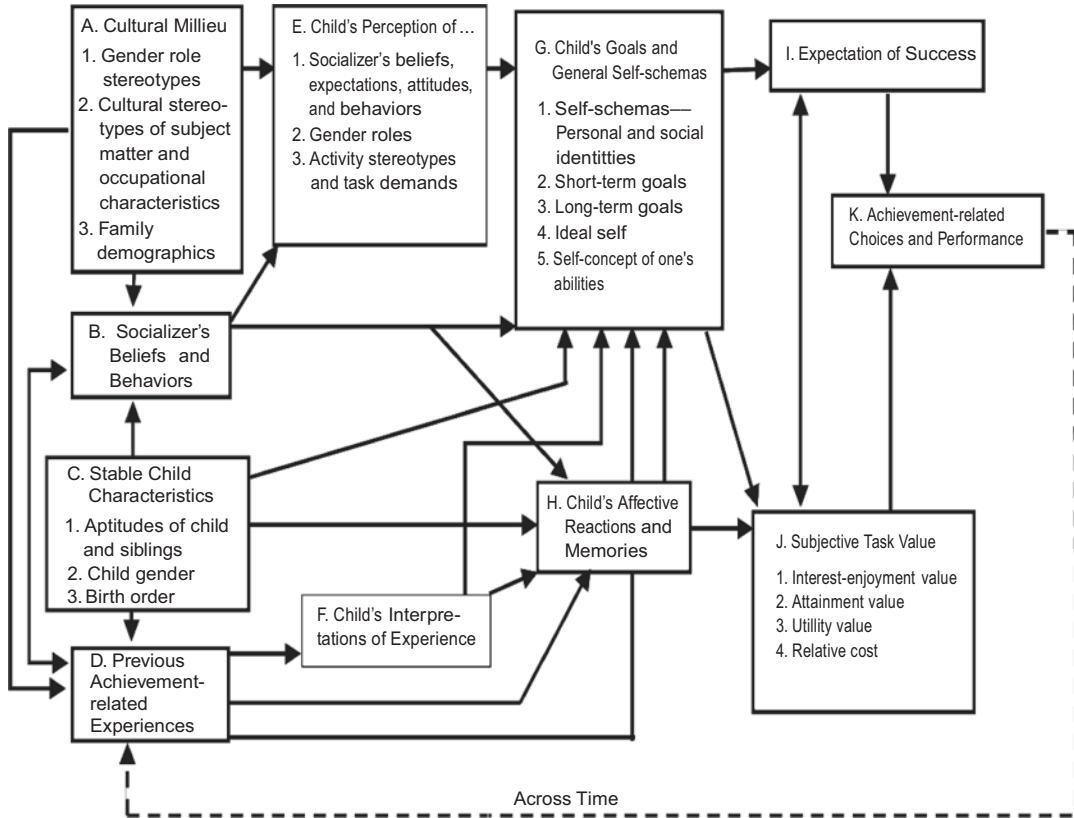 A. Cultural Millieu
1. Gender role
stereotypes
2. Cultural stereo-
types of subject
matter and
occupational
characteristics
3. Family
demographics
E. Child's Perception of ...
1. Socializer's beliefs,
expectations, attitudes,
and behaviors
2. Gender roles
3. Activity stereotypes
and task demands
G. Child's Goals and
General Self-schemas
1. Self-schemas—
Personal and social
identitties
2. Short-term goals
3. Long-term goals
4. Ideal self
5. Self-concept of one's
abilities
I. Expectation of Success
K. Achievement-related
Choices and Performance
B. Socializer's
Beliefs and
Behaviors
C. Stable Child
Characteristics
1. Aptitudes of child
and siblings
2. Child gender
3. Birth order
H. Child's Affective
Reactions and
Memories
J. Subjective Task Value
1. Interest-enjoyment value
2. Attainment value
3. Utillity value
4. Relative cost
F. Child's Interpre-
tations of Experience
D. Previous
Achievement-
related
Experiences
Across Time